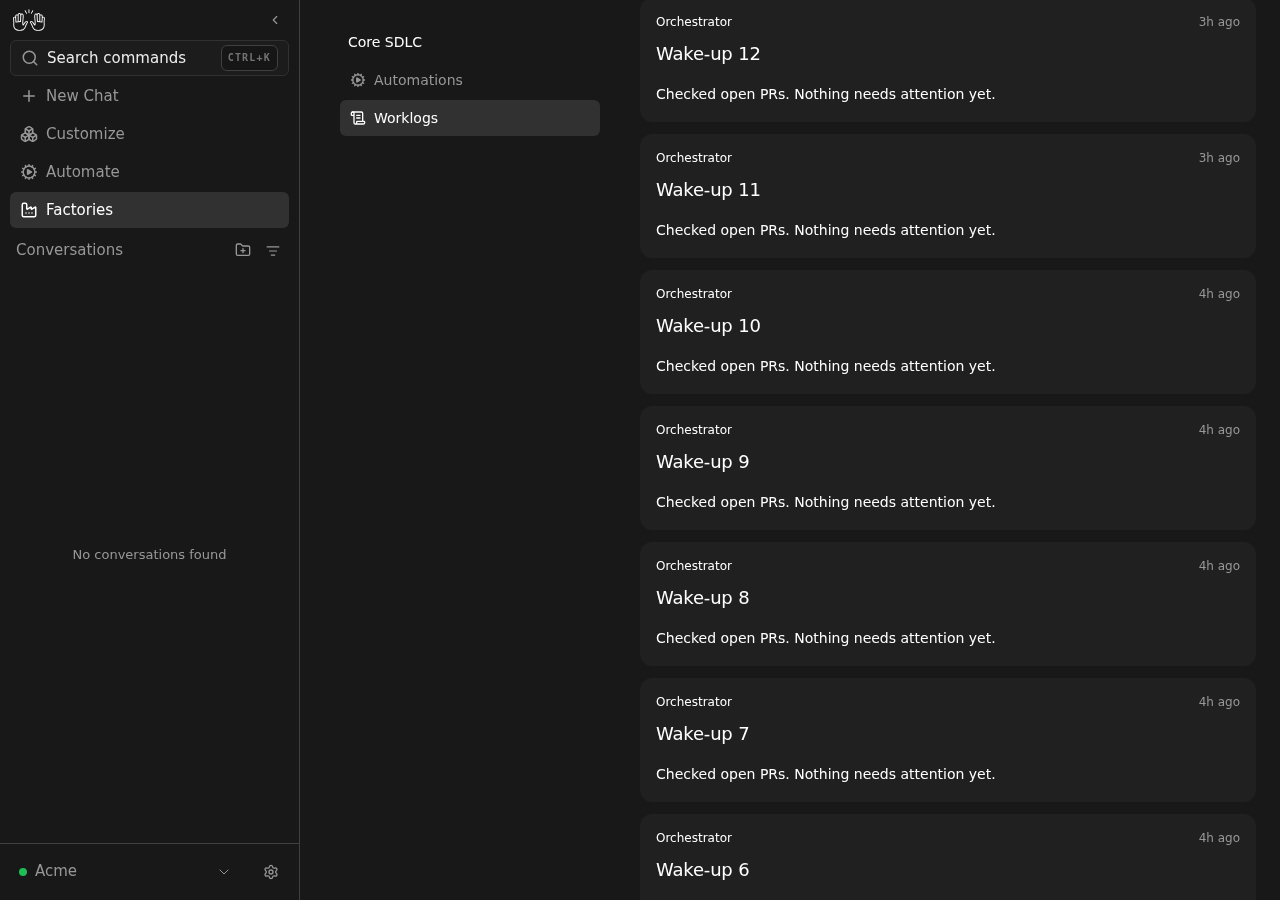 Search commands CTRL+K
New Chat
Customize
Automate
Factories
Conversations
No conversations found
Acme
Core SDLC
Automations
Worklogs
Orchestrator 3h ago
Wake-up 12
Checked open PRs. Nothing needs attention yet.
Orchestrator 3h ago
Wake-up 11
Checked open PRs. Nothing needs attention yet.
Orchestrator 4h ago
Wake-up 10
Checked open PRs. Nothing needs attention yet.
Orchestrator 4h ago
Wake-up 9
Checked open PRs. Nothing needs attention yet.
Orchestrator 4h ago
Wake-up 8
Checked open PRs. Nothing needs attention yet.
Orchestrator 4h ago
Wake-up 7
Checked open PRs. Nothing needs attention yet.
Orchestrator 4h ago
Wake-up 6